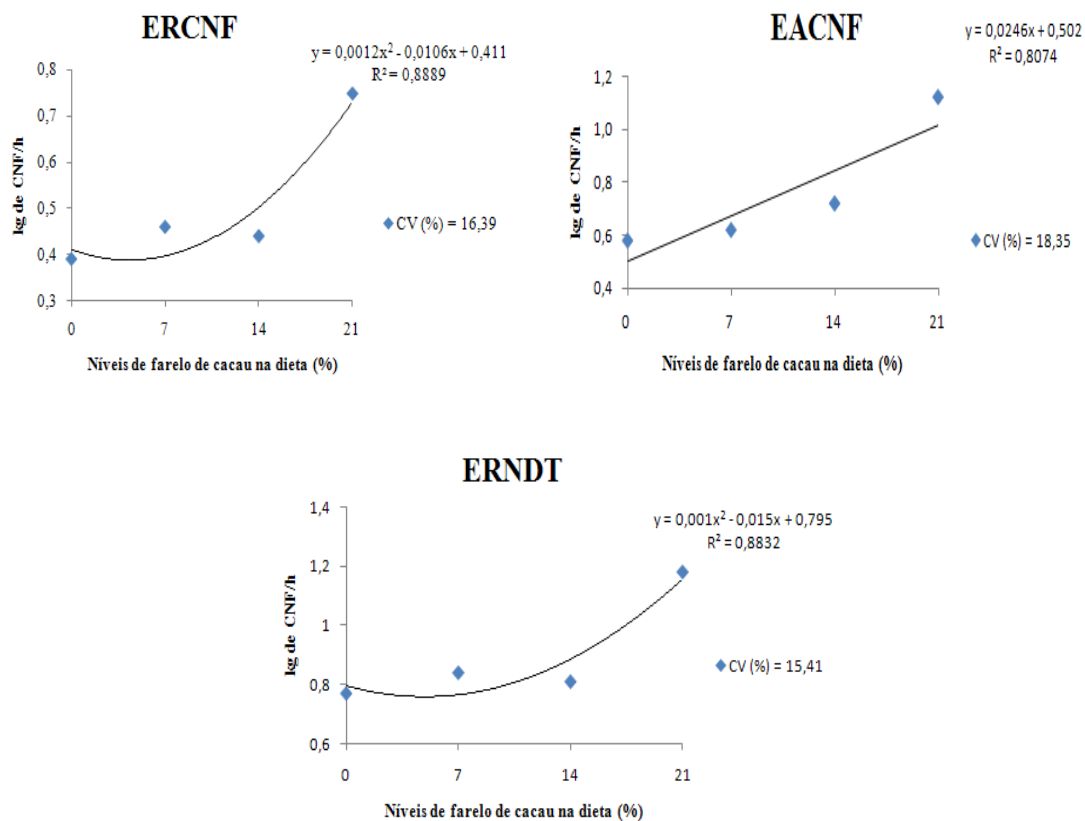 ERCNF
y = 0,0012x² - 0,0106x + 0,411
R² = 0,8889
0,8
0,7
0,6
0,5
0,4
0,3
kg de CNF/h
0 7 14 21
CV (%) = 16,39
Níveis de farelo de cacau na dieta (%)
EACNF
y = 0,0246x + 0,502
R² = 0,8074
1,2
1,0
0,8
0,6
0,4
kg de CNF/h
0 7 14 21
CV (%) = 18,35
Níveis de farelo de cacau na dieta (%)
ERNDT
y = 0,001x² - 0,015x + 0,795
R² = 0,8832
1,4
1,2
1
0,8
0,6
kg de CNF/h
0 7 14 21
CV (%) = 15,41
Níveis de farelo de cacau na dieta (%)